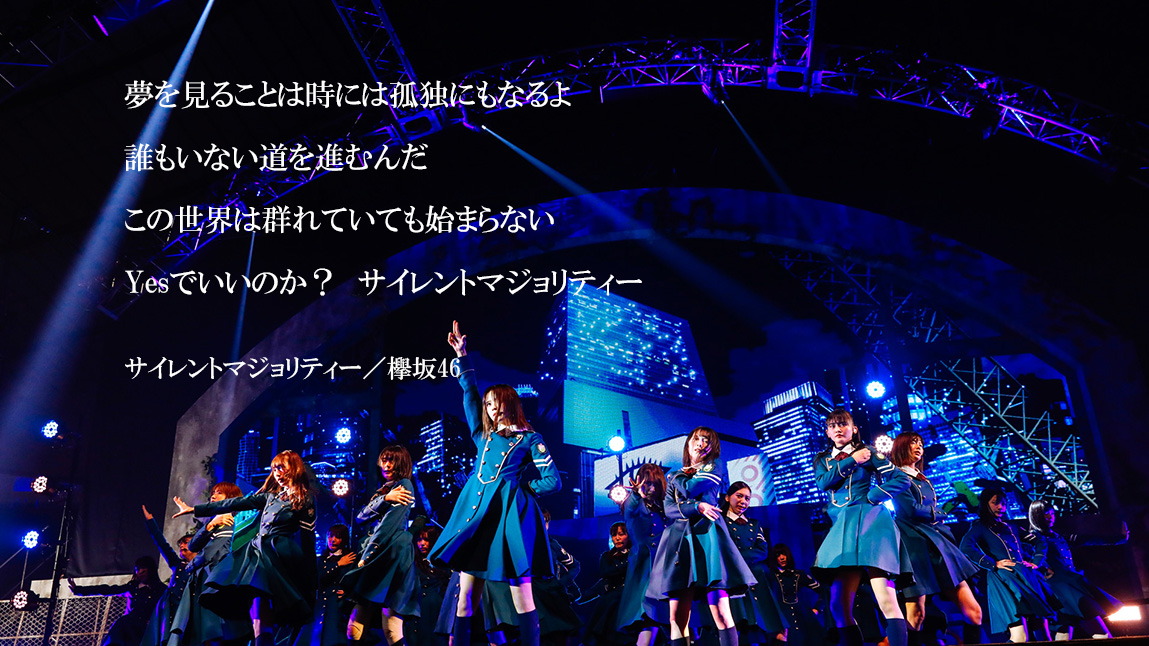 夢を見ることは時には孤独にもなるよ
誰もいない道を進むんだ
この世界は群れていても始まらない
Yesでいいのか？　サイレントマジョリティー
サイレントマジョリティー／欅坂46